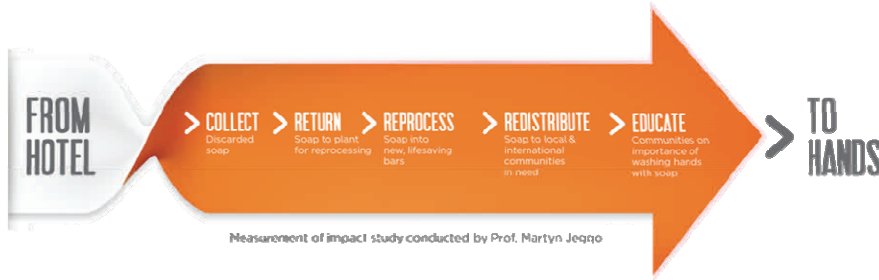 FROM
HOTEL
> COLLECT
Discarded
soap
> RETURN
Soap to plant
for reprocessing
> REPROCESS
Soap into
new, lifesaving
bars
> REDISTRIBUTE
Soap to local &
international
communities
in need
> EDUCATE
Communities on
importance of
washing hands
with soap
> TO
HANDS
Measurement of impact study conducted by Prof. Martyn Jeggo